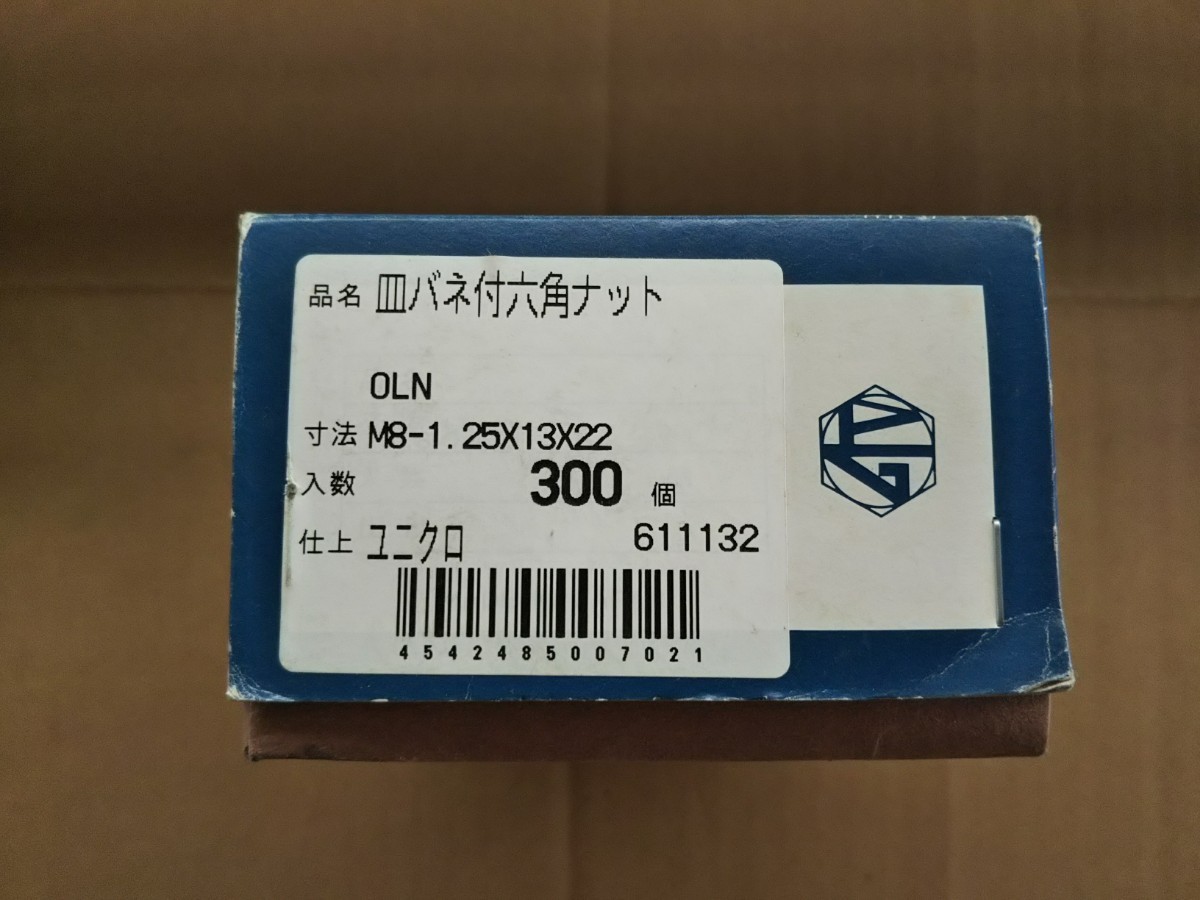 品名 皿バネ付六角ナット
OLN
寸法 M8-1.25X13X22
入数 300 個
仕上 ユニクロ 611132
4542485007021